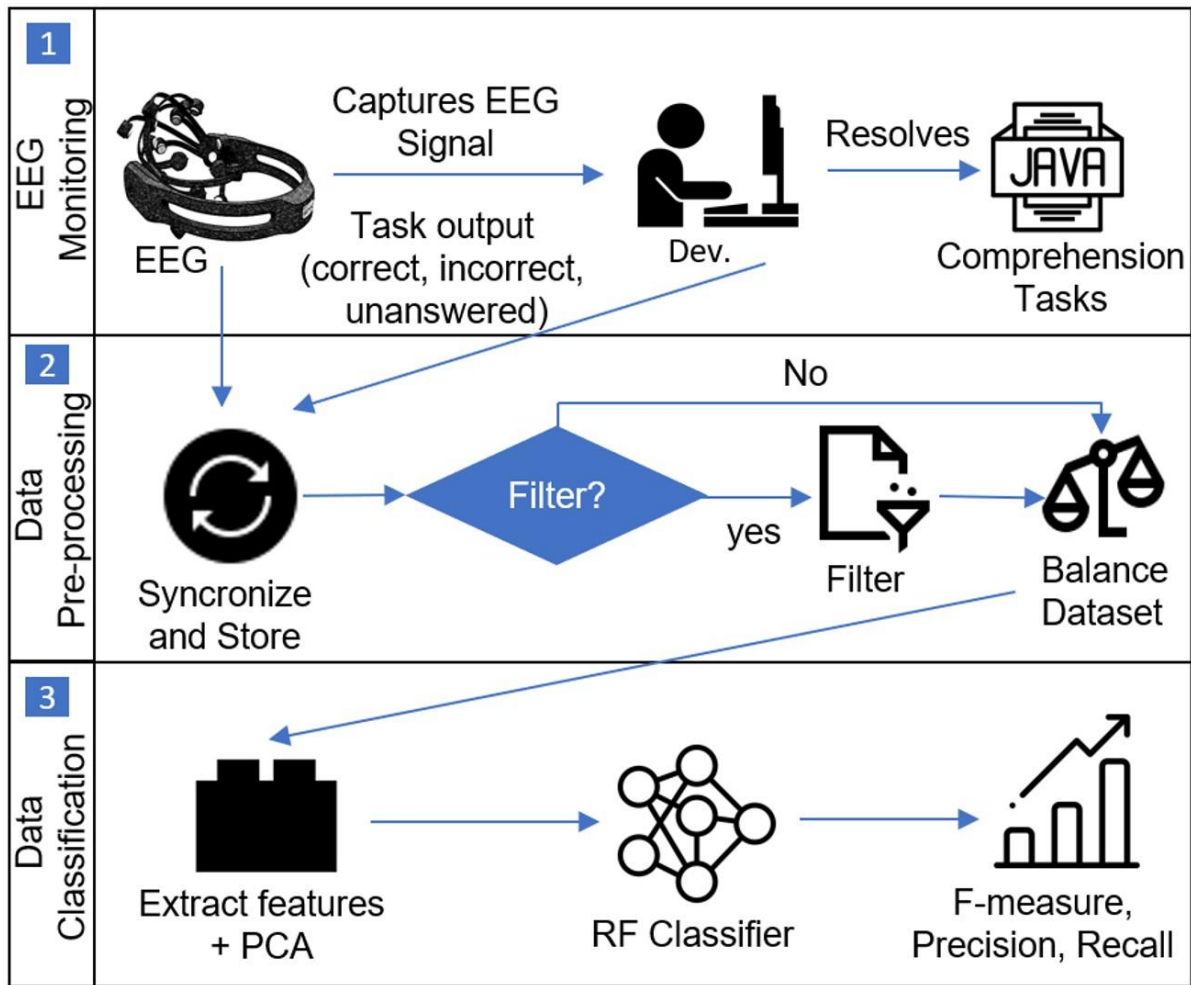 1
EEG
Monitoring
Captures EEG
Signal
Resolves
JAVA
EEG
Task output
(correct, incorrect,
unanswered)
Dev.
Comprehension
Tasks
2
Data
Pre-processing
No
Filter?
yes
Syncronize
and Store
Filter
Balance
Dataset
3
Data
Classification
Extract features
+ PCA
RF Classifier
F-measure,
Precision, Recall